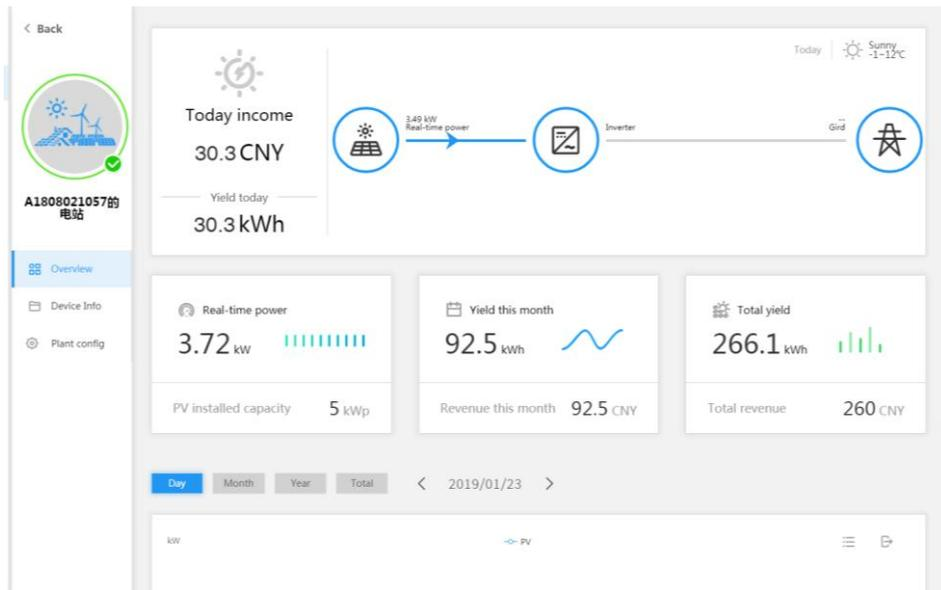 Back
A1808021057的
电站
Overview
Device Info
Plant config
Today
Sunny
-1~12℃
Today income
30.3 CNY
Yield today
30.3 kWh
3.49 kW
Real-time power
Inverter
--
Gird
Real-time power
3.72 kW
PV installed capacity 5 kWp
Yield this month
92.5 kWh
Revenue this month 92.5 CNY
Total yield
266.1 kWh
Total revenue 260 CNY
Day Month Year Total 2019/01/23
kW PV